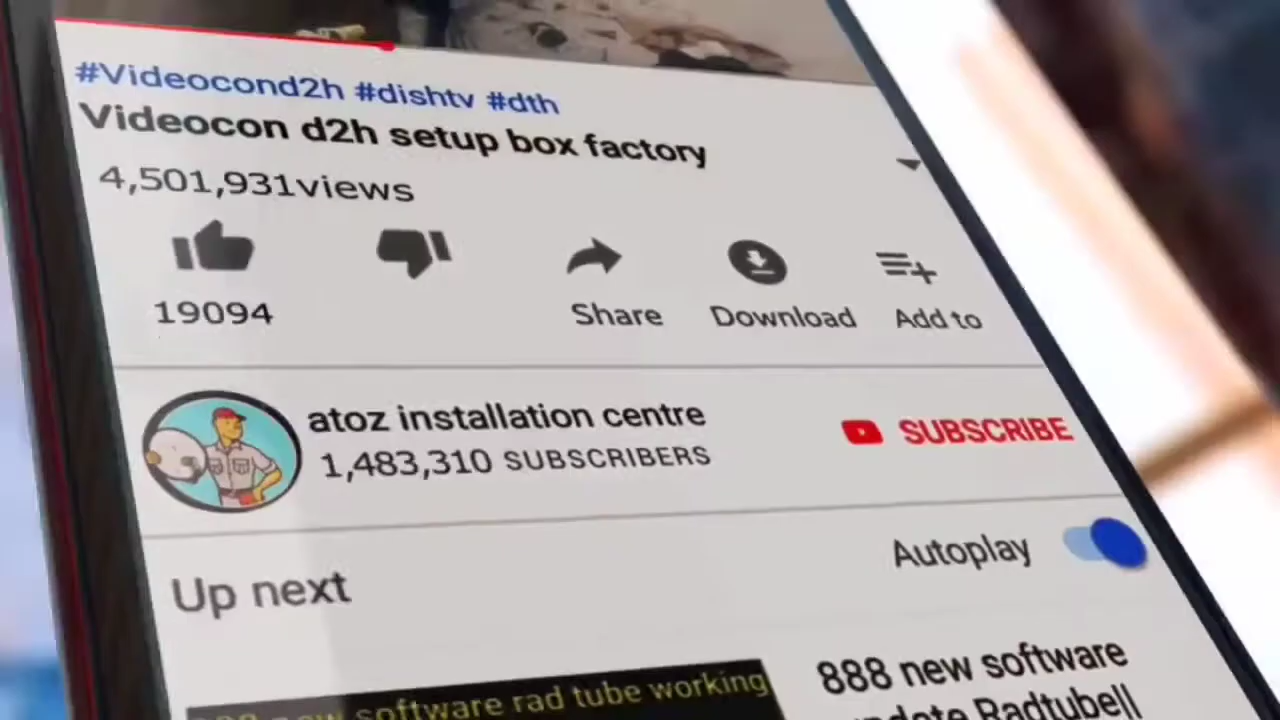 #Videocond2h #dishtv #dth
Videocon d2h setup box factory
4,501,931views
19094
Share
Download
Add to
atoz installation centre
1,483,310 SUBSCRIBERS
SUBSCRIBE
Autoplay
Up next
888 new software
software rad tube working
Radtube||